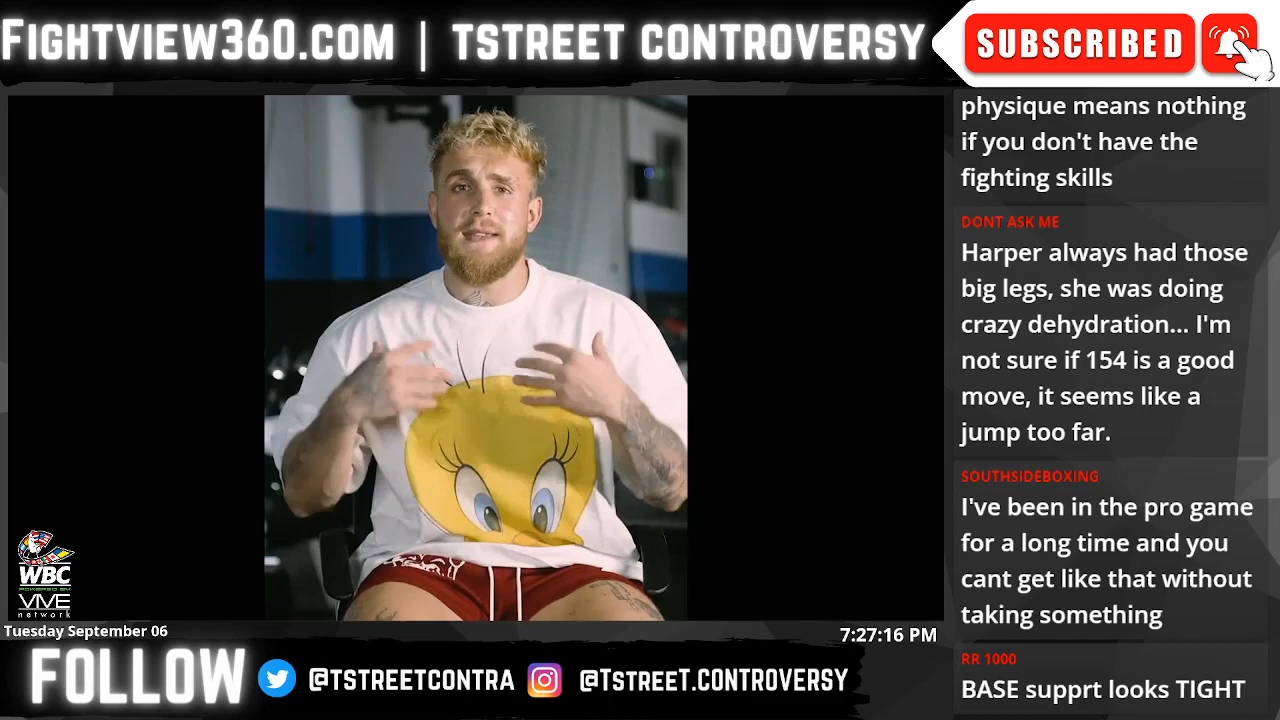 FIGHTVIEW360.COM | TSTREET CONTROVERSY
SUBSCRIBED
physique means nothing
if you don't have the
fighting skills
DONT ASK ME
Harper always had those
big legs, she was doing
crazy dehydration... I'm
not sure if 154 is a good
move, it seems like a
jump too far.
SOUTHSIDEBOXING
I've been in the pro game
for a long time and you
cant get like that without
taking something
RR 1000
BASE supprt looks TIGHT
WBC
POWERED BY
VIVE
network
Tuesday September 06
7:27:16 PM
FOLLOW
@TSTREETCONTRA
@TSTREET.CONTROVERSY